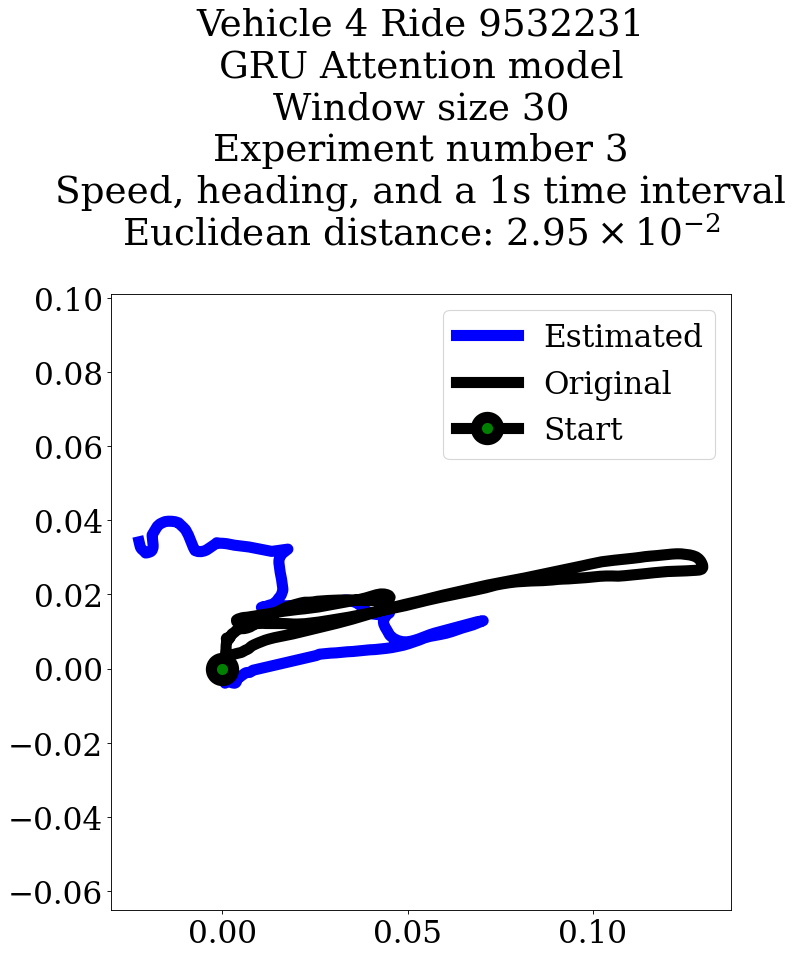 Vehicle 4 Ride 9532231
GRU Attention model
Window size 30
Experiment number 3
Speed, heading, and a 1s time interval
Euclidean distance: 2.95 × 10⁻²
0.10
Estimated
0.08
Original
0.06
Start
0.04
0.02
0.00
−0.02
−0.04
−0.06
0.00 0.05 0.10